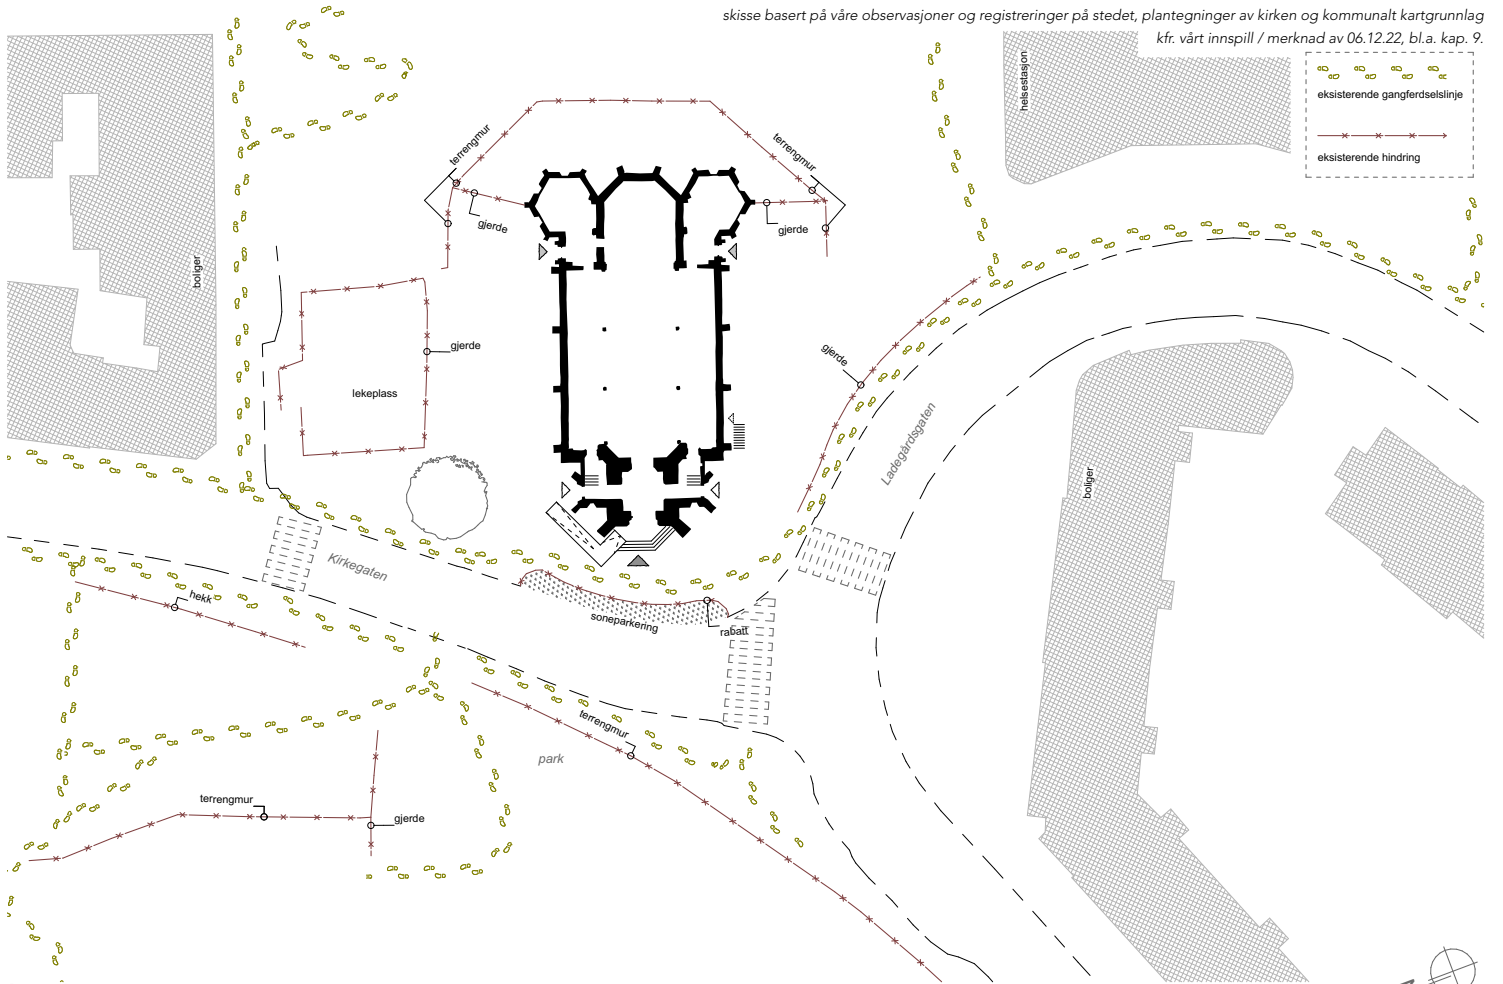 skisse basert på våre observasjoner og registreringer på stedet, plantegninger av kirken og kommunalt kartgrunnlag
kfr. vårt innspill / merknad av 06.12.22, bl.a. kap. 9.
helsestasjon
eksisterende gangferdselslinje
eksisterende hindring
terrengmur
terrengmur
gjerde
gjerde
boliger
gjerde
gjerde
lekeplass
Ladegårdsgaten
boliger
Kirkegaten
hekk
soneparkering
rabatt
terrengmur
park
terrengmur
gjerde